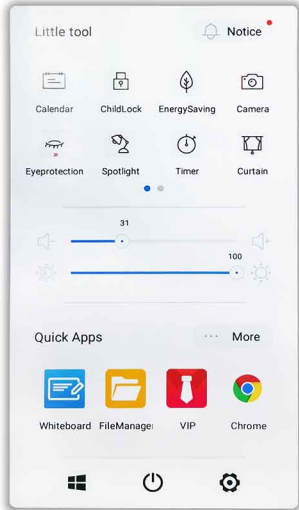 Little tool
Notice
Calendar
ChildLock
EnergySaving
Camera
Eyeprotection
Spotlight
Timer
Curtain
31
100
Quick Apps
... More
Whiteboard
FileManager
VIP
Chrome